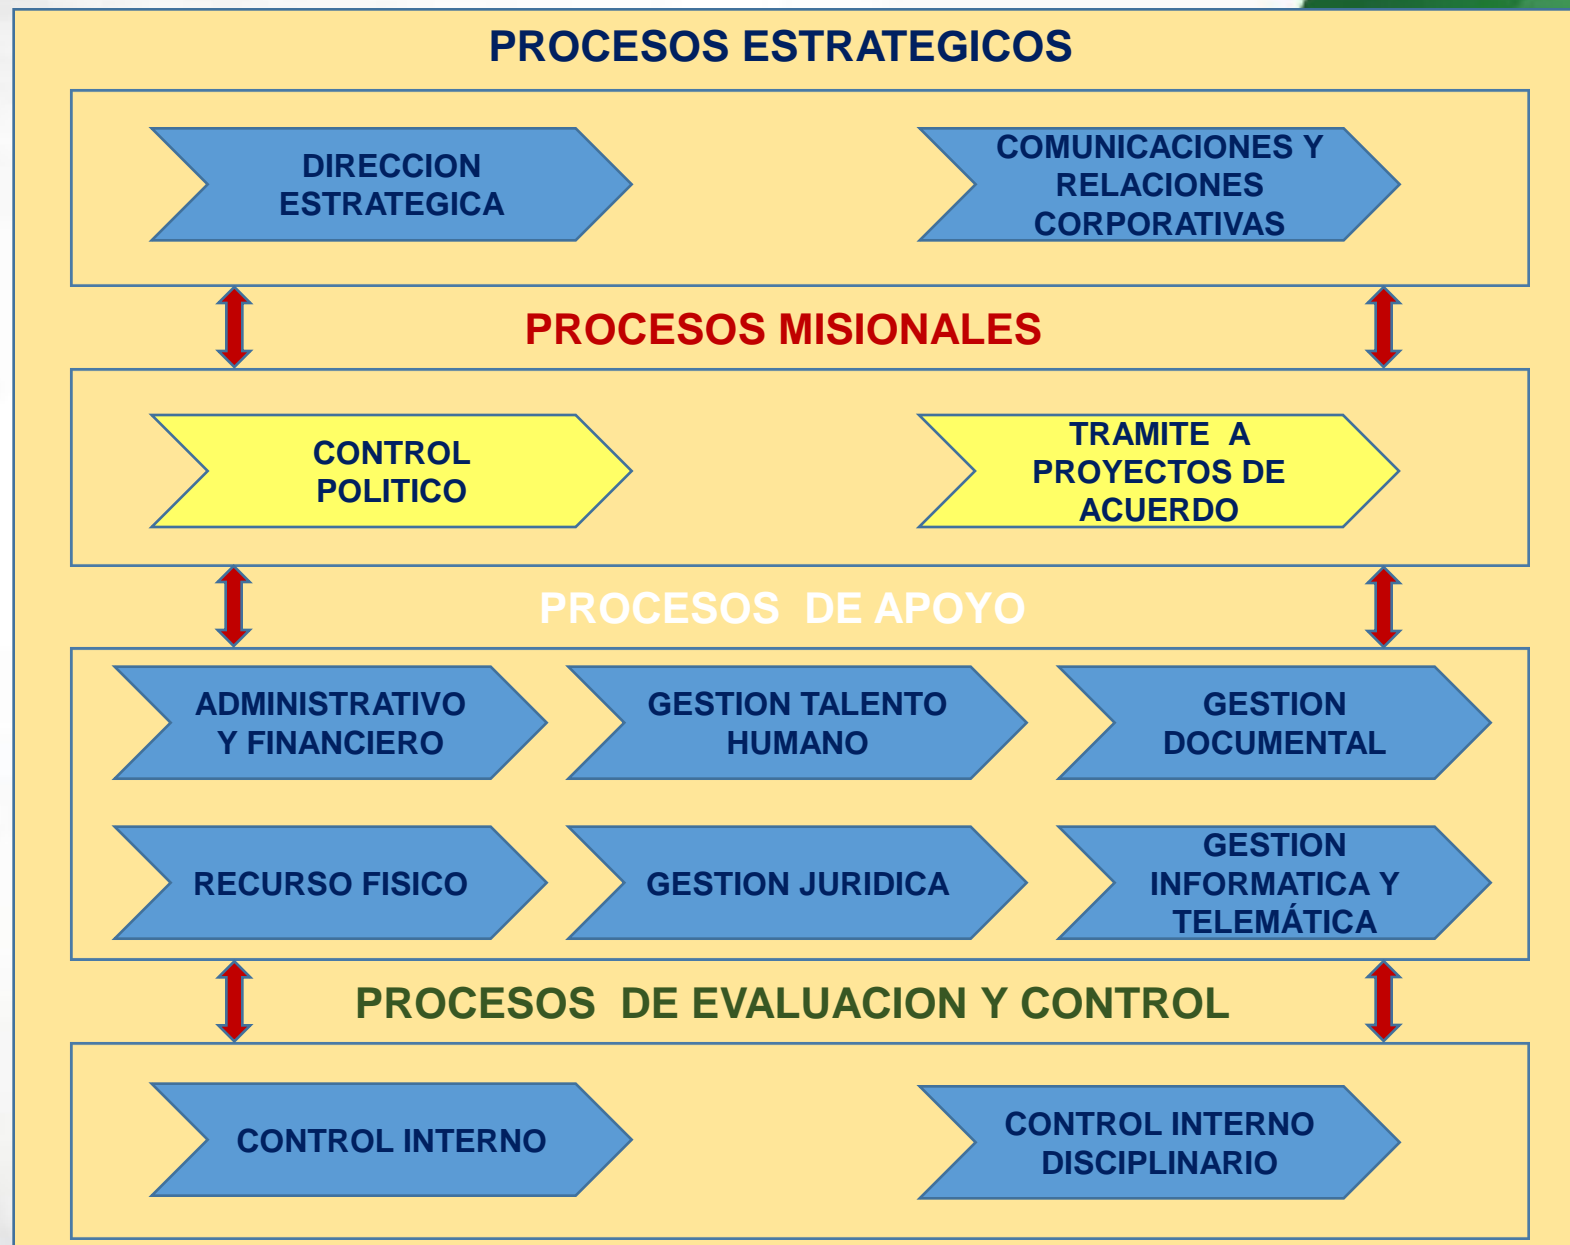 PROCESOS ESTRATEGICOS
DIRECCION
ESTRATEGICA
COMUNICACIONES Y
RELACIONES
CORPORATIVAS
PROCESOS MISIONALES
CONTROL
POLITICO
TRAMITE A
PROYECTOS DE
ACUERDO
PROCESOS DE APOYO
ADMINISTRATIVO
Y FINANCIERO
GESTION TALENTO
HUMANO
GESTION
DOCUMENTAL
RECURSO FISICO
GESTION JURIDICA
GESTION
INFORMATICA Y
TELEMÁTICA
PROCESOS DE EVALUACION Y CONTROL
CONTROL INTERNO
CONTROL INTERNO
DISCIPLINARIO